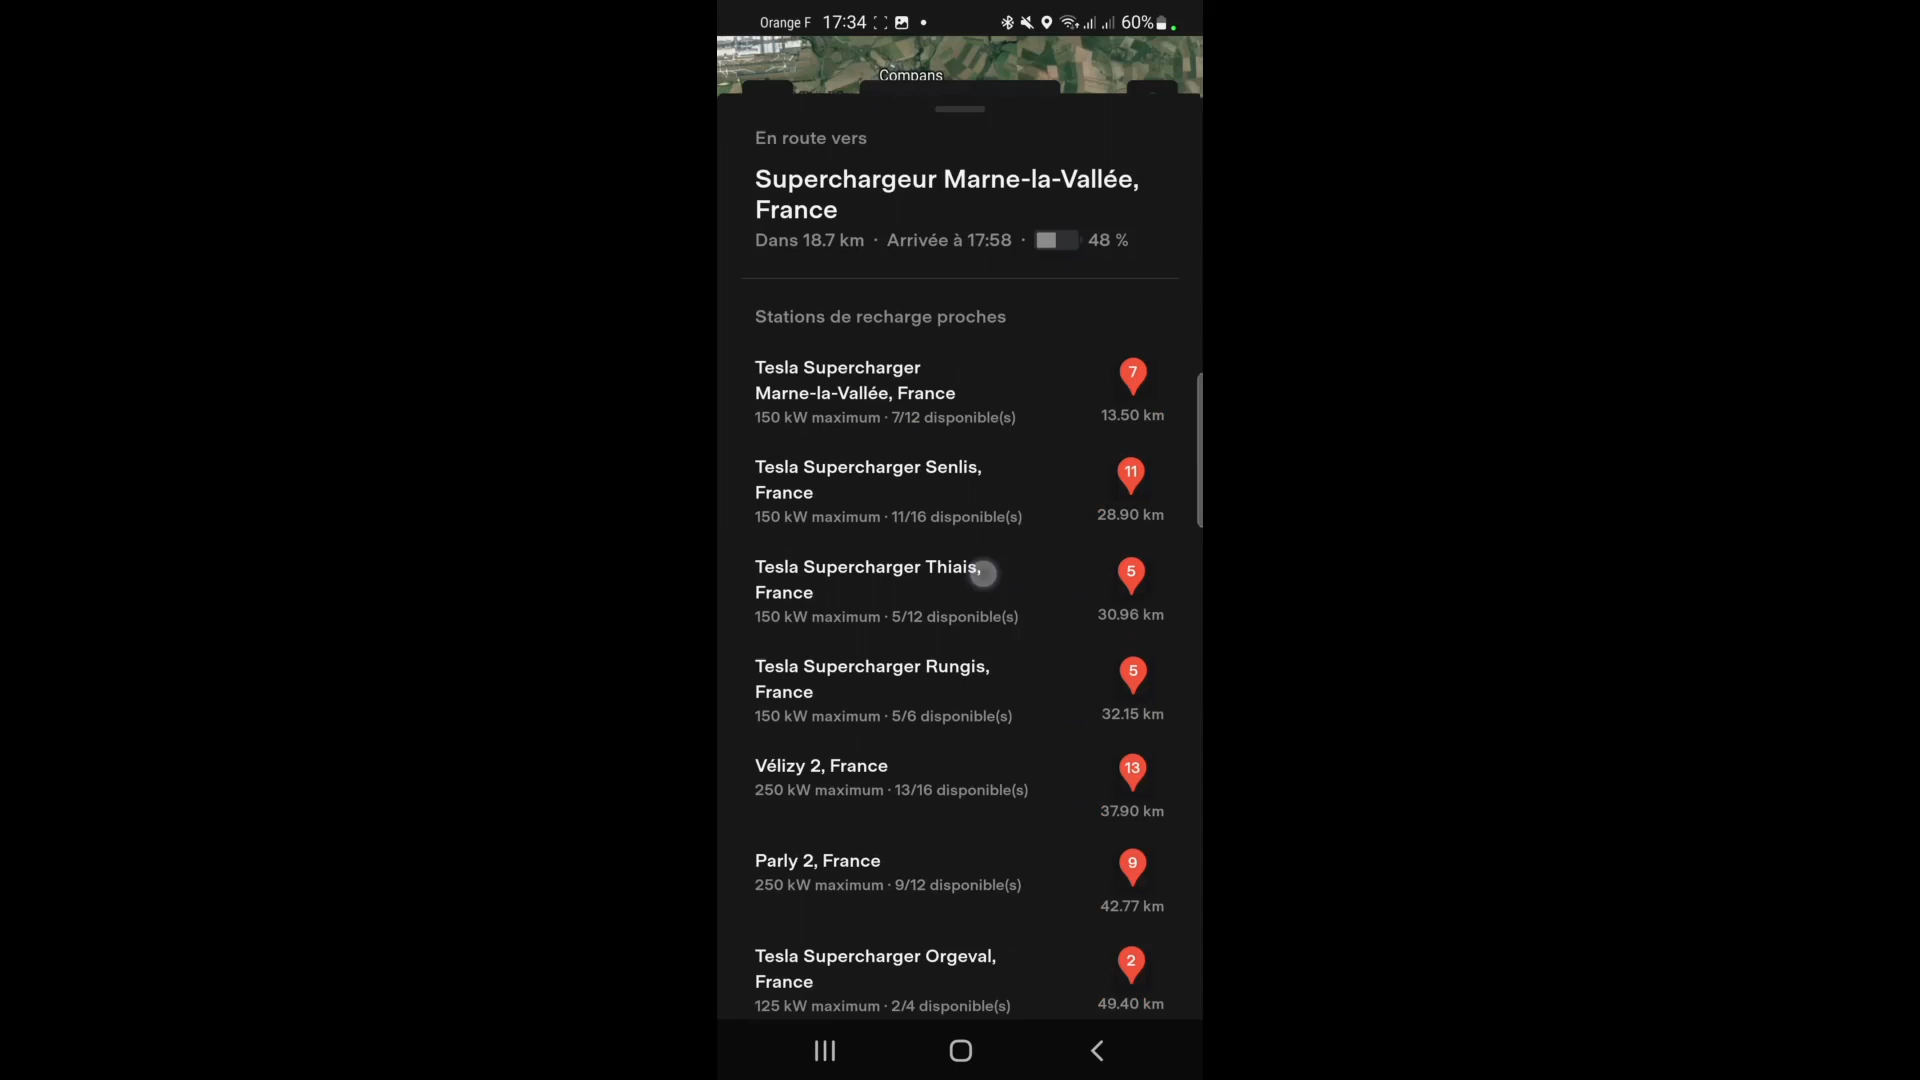 Orange F 17:34 60%
Compans
En route vers
Superchargeur Marne-la-Vallée,
France
Dans 18.7 km · Arrivée à 17:58 · 48 %
Stations de recharge proches
Tesla Supercharger
Marne-la-Vallée, France
150 kW maximum · 7/12 disponible(s)
7
13.50 km
Tesla Supercharger Senlis,
France
150 kW maximum · 11/16 disponible(s)
11
28.90 km
Tesla Supercharger Thiais,
France
150 kW maximum · 5/12 disponible(s)
5
30.96 km
Tesla Supercharger Rungis,
France
150 kW maximum · 5/6 disponible(s)
5
32.15 km
Vélizy 2, France
250 kW maximum · 13/16 disponible(s)
13
37.90 km
Parly 2, France
250 kW maximum · 9/12 disponible(s)
9
42.77 km
Tesla Supercharger Orgeval,
France
125 kW maximum · 2/4 disponible(s)
2
49.40 km